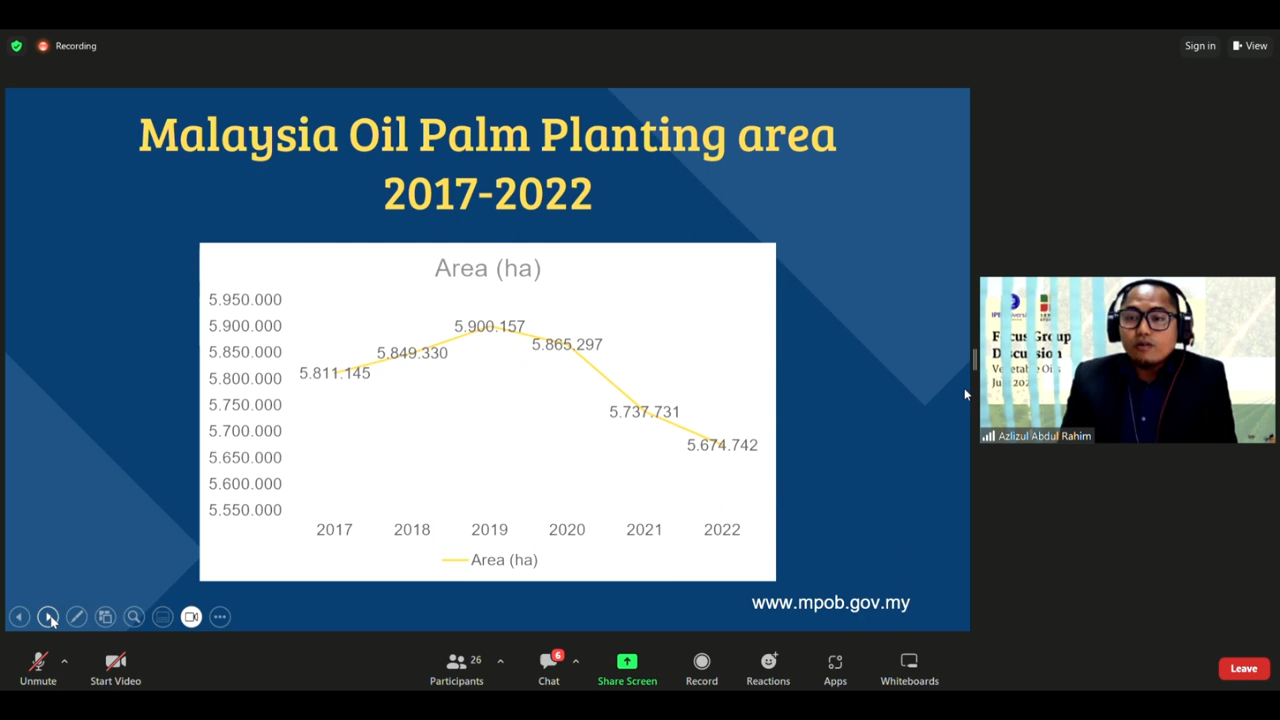 Recording
Sign in
View
Malaysia Oil Palm Planting area
2017-2022
Area (ha)
5.950.000
5.900.000
5.850.000
5.800.000
5.750.000
5.700.000
5.650.000
5.600.000
5.550.000
5.811.145
5.849.330
5.900.157
5.865.297
5.737.731
5.674.742
2017 2018 2019 2020 2021 2022
Area (ha)
www.mpob.gov.my
Focus Group
Discussion
Vegetable Oils
Azlizul Abdul Rahim
Unmute
Start Video
26
Participants
6
Chat
Share Screen
Record
Reactions
Apps
Whiteboards
Leave